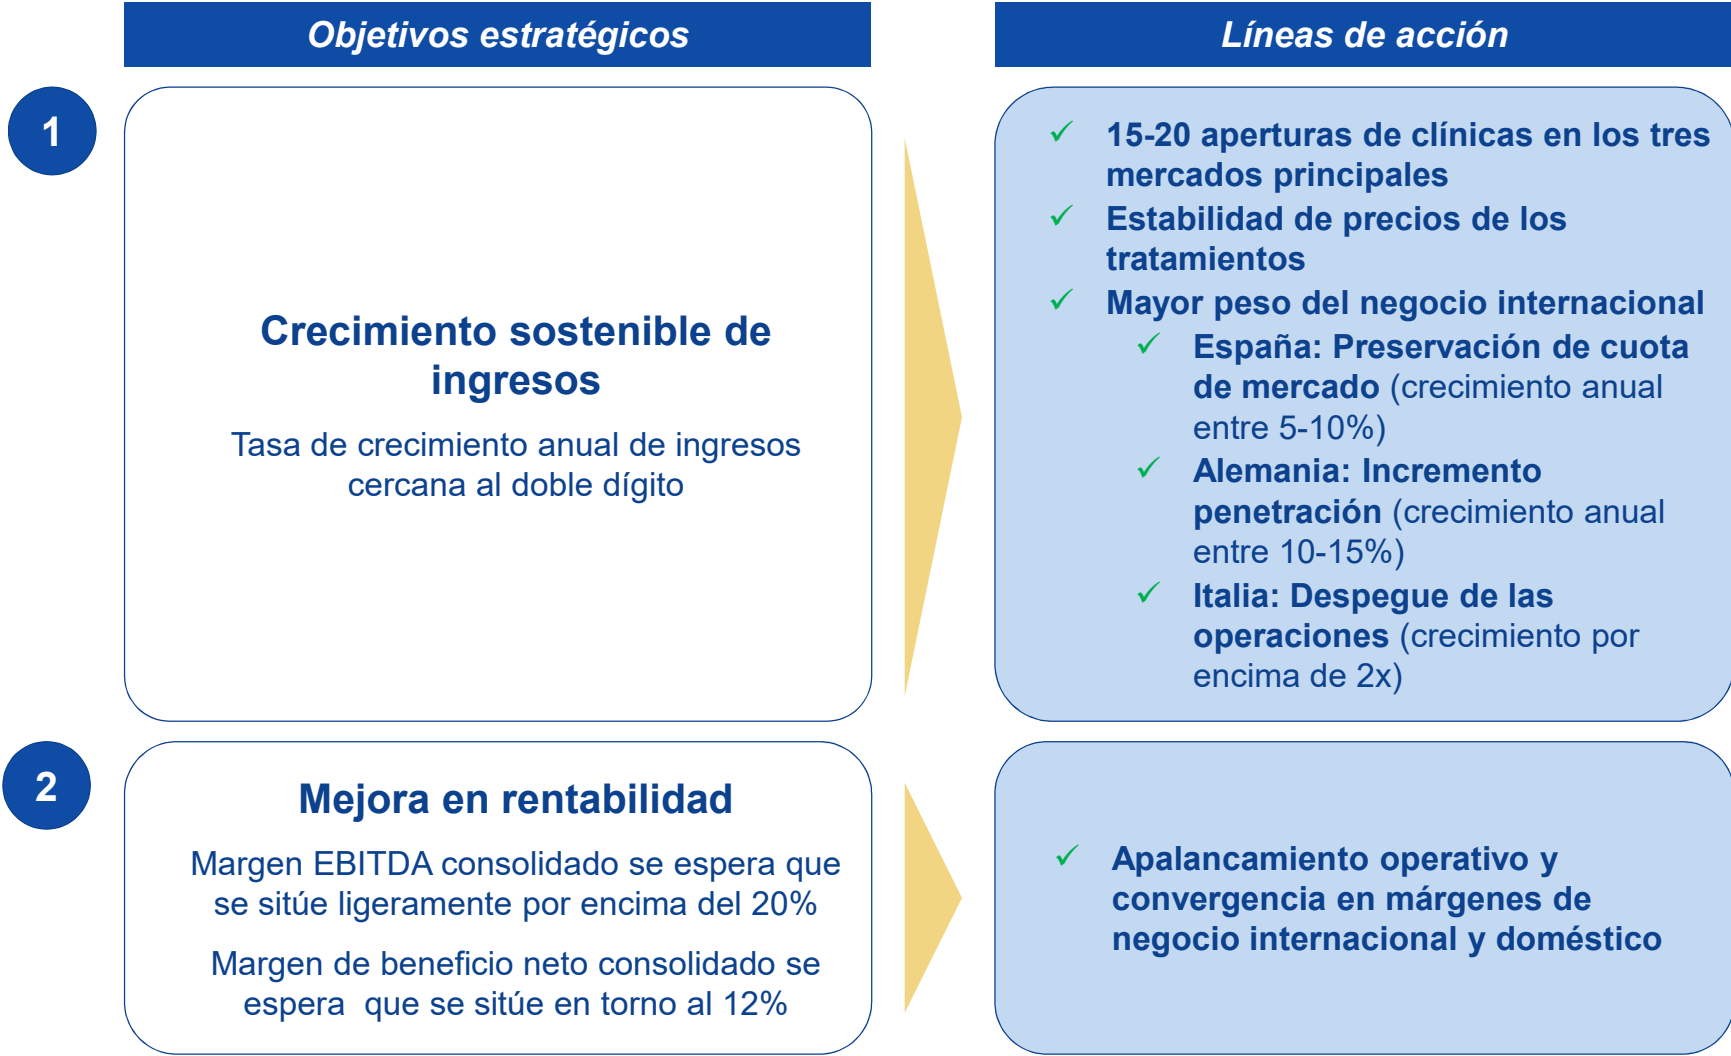 Objetivos estratégicos
Líneas de acción
1
Crecimiento sostenible de
ingresos
Tasa de crecimiento anual de ingresos
cercana al doble dígito
15-20 aperturas de clínicas en los tres
mercados principales
Estabilidad de precios de los
tratamientos
Mayor peso del negocio internacional
España: Preservación de cuota
de mercado (crecimiento anual
entre 5-10%)
Alemania: Incremento
penetración (crecimiento anual
entre 10-15%)
Italia: Despegue de las
operaciones (crecimiento por
encima de 2x)
2
Mejora en rentabilidad
Margen EBITDA consolidado se espera que
se sitúe ligeramente por encima del 20%
Margen de beneficio neto consolidado se
espera que se sitúe en torno al 12%
Apalancamiento operativo y
convergencia en márgenes de
negocio internacional y doméstico